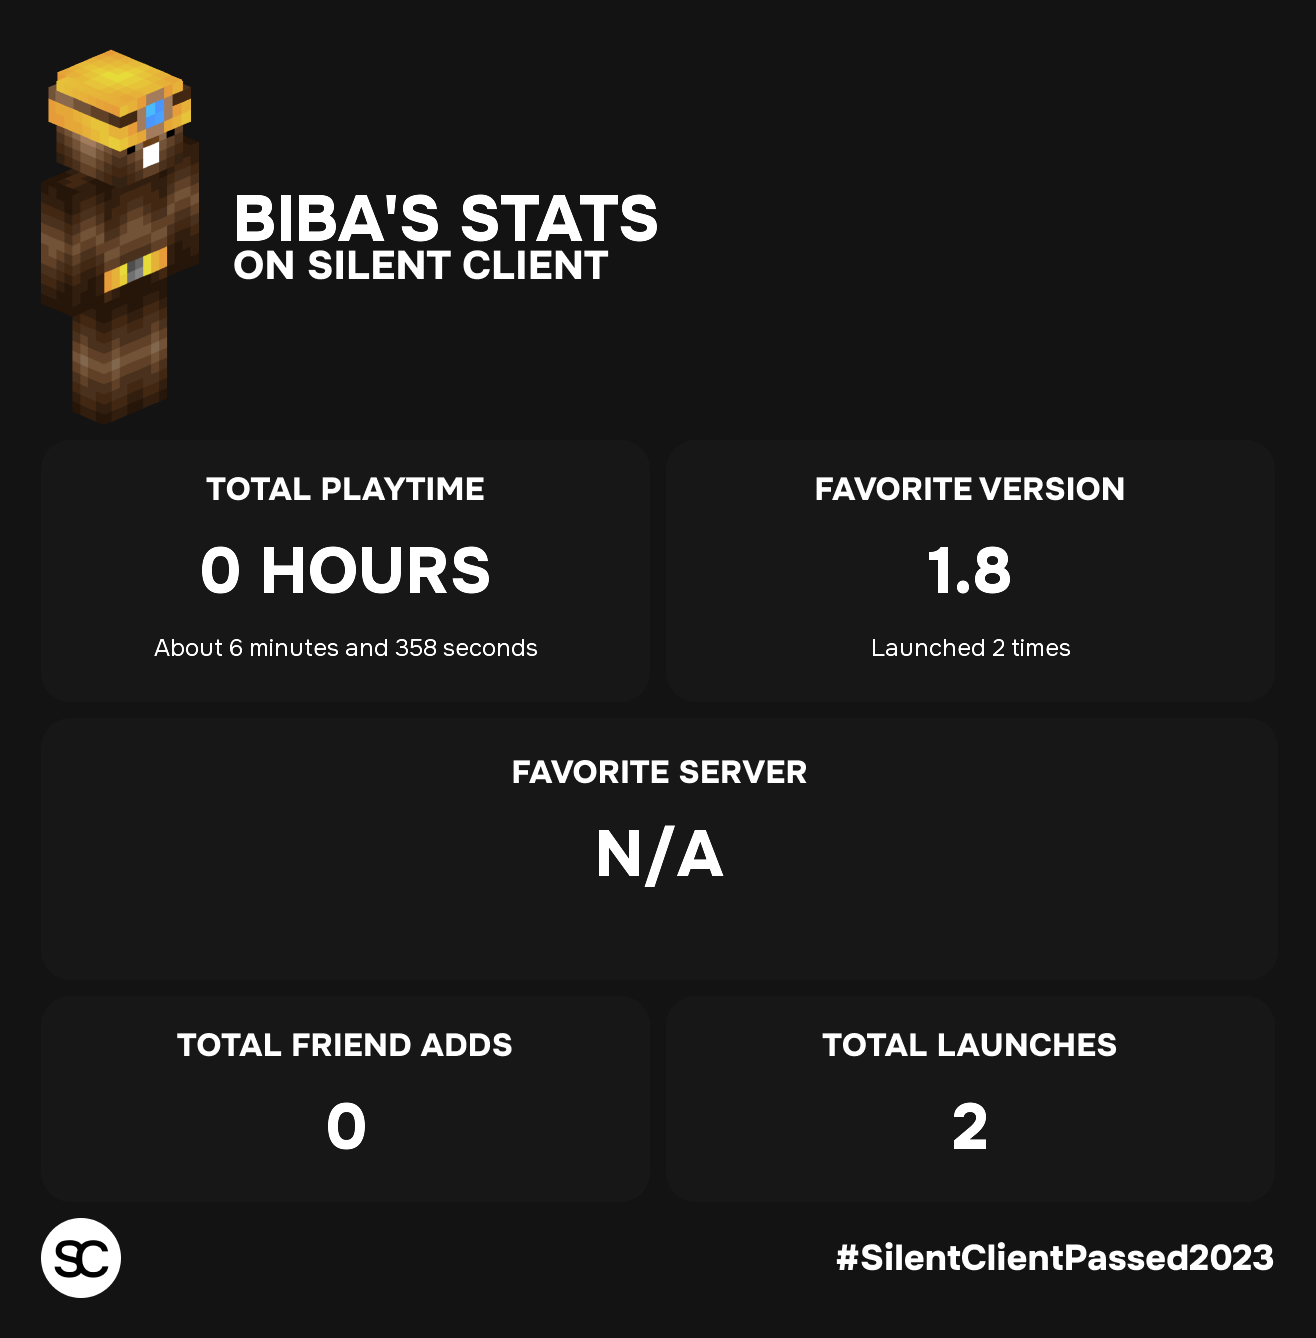 BIBA'S STATS
ON SILENT CLIENT
TOTAL PLAYTIME
0 HOURS
About 6 minutes and 358 seconds
FAVORITE VERSION
1.8
Launched 2 times
FAVORITE SERVER
N/A
TOTAL FRIEND ADDS
0
TOTAL LAUNCHES
2
SC
#SilentClientPassed2023